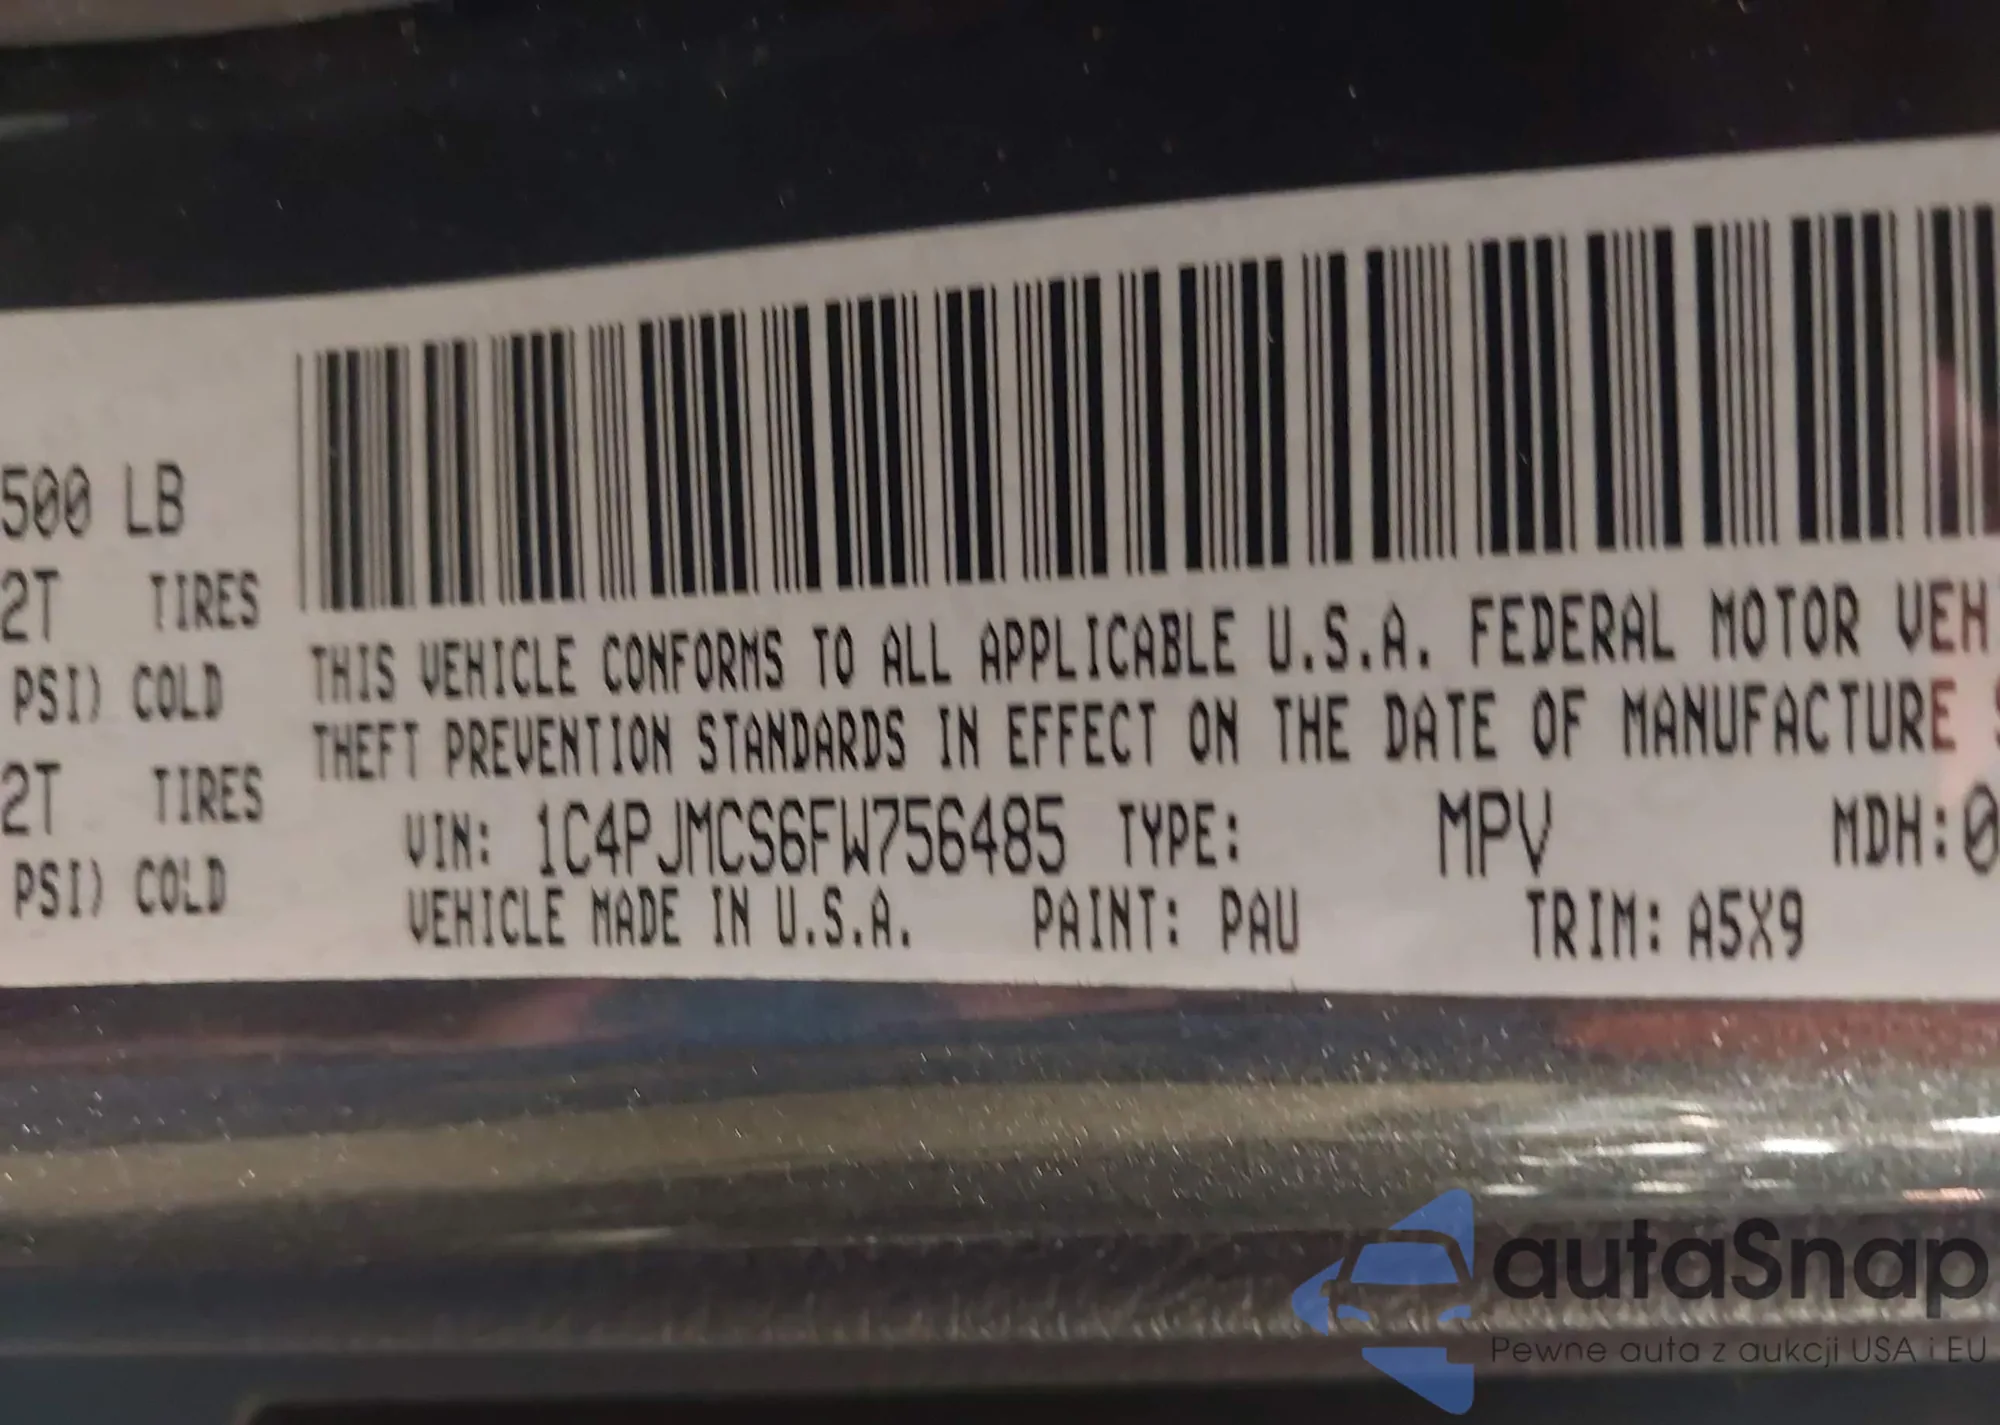 500 LB
2T TIRES
PSI) COLD
2T TIRES
PSI) COLD
THIS VEHICLE CONFORMS TO ALL APPLICABLE U.S.A. FEDERAL MOTOR VEH
THEFT PREVENTION STANDARDS IN EFFECT ON THE DATE OF MANUFACTURE S
VIN: 1C4PJMCS6FW756485 TYPE: MPV MDH:0
VEHICLE MADE IN U.S.A. PAINT: PAU TRIM: A5X9
autaSnap
Pewne auta z aukcji USA i EU